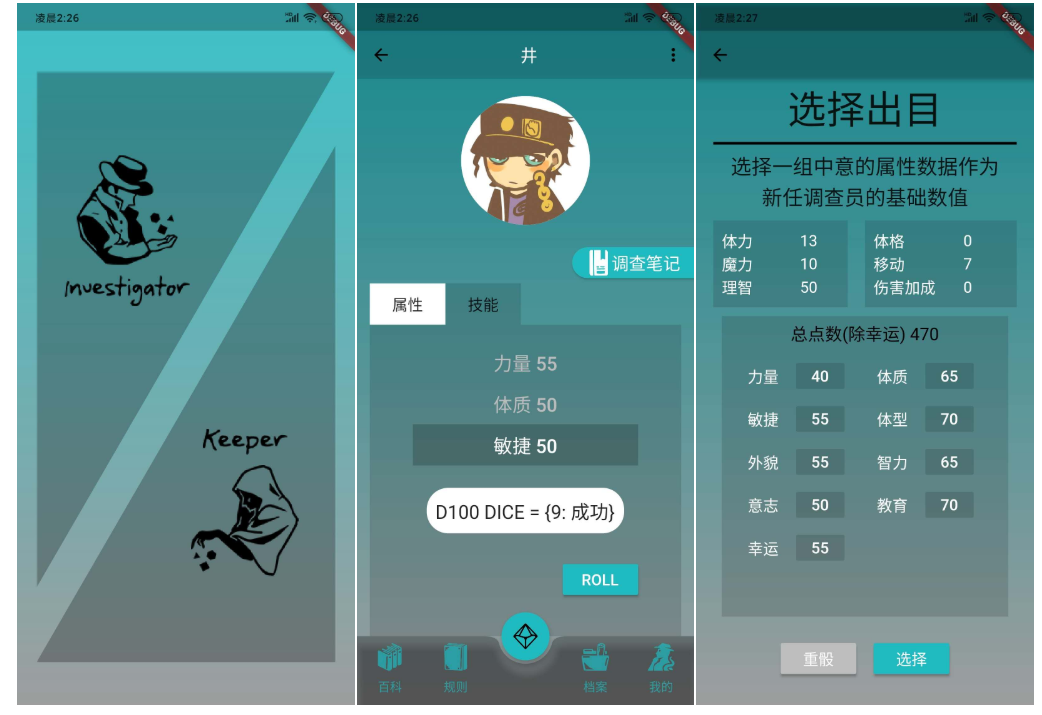 凌晨2:26
DEBUG
Investigator
Keeper
凌晨2:26
DEBUG
井
调查笔记
属性
技能
力量 55
体质 50
敏捷 50
D100 DICE = {9: 成功}
ROLL
百科
规则
档案
我的
凌晨2:27
DEBUG
选择出目
选择一组中意的属性数据作为
新任调查员的基础数值
体力 13
魔力 10
理智 50
体格 0
移动 7
伤害加成 0
总点数(除幸运) 470
力量 40 体质 65
敏捷 55 体型 70
外貌 55 智力 65
意志 50 教育 70
幸运 55
重骰
选择